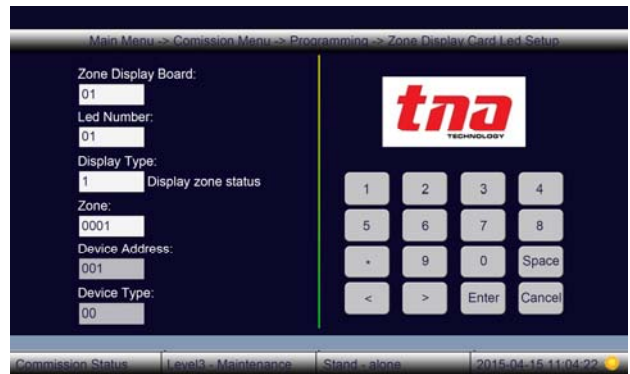 Main Menu -> Comission Menu -> Programming -> Zone Display Card Led Setup
Zone Display Board:
01
Led Number:
01
Display Type:
1 Display zone status
Zone:
0001
Device Address:
001
Device Type:
00
tna
TECHNOLOGY
1 2 3 4
5 6 7 8
* 9 0 Space
< > Enter Cancel
Commission Status Level3 - Maintenance Stand - alone 2015-04-15 11:04:22